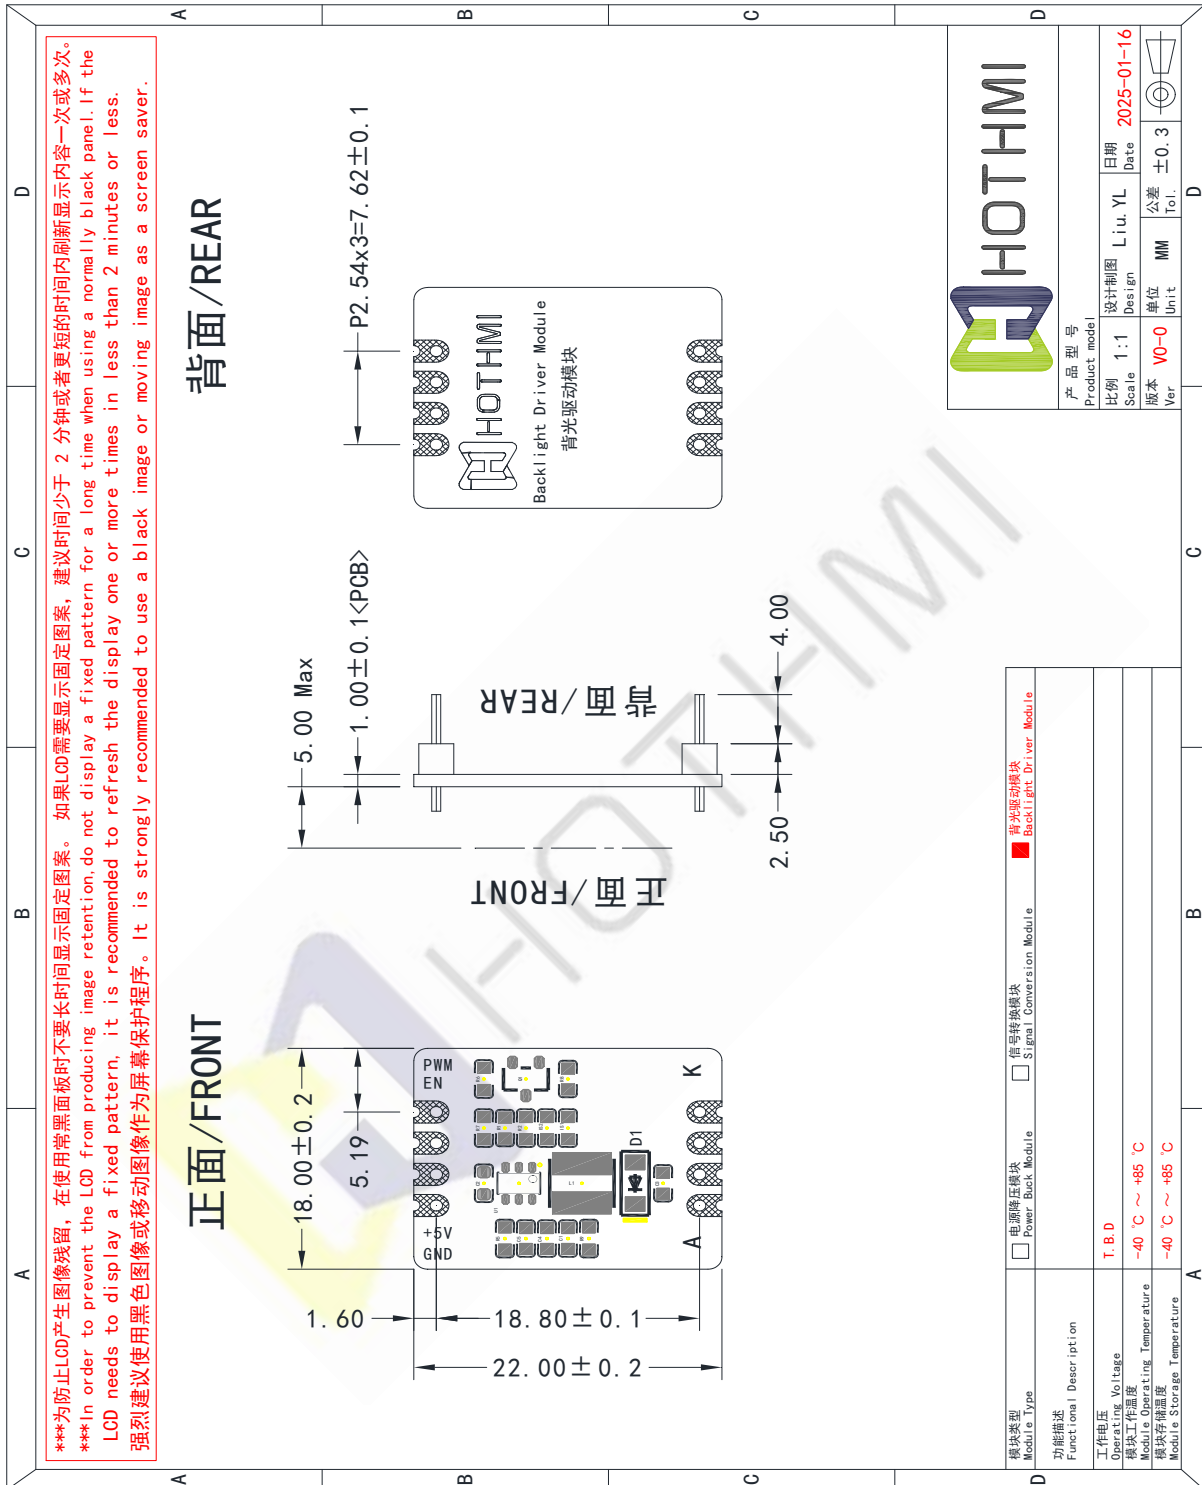 ***为防止LCD产生图像残留，在使用常黑面板时不要长时间显示固定图案。 如果LCD需要显示固定图案，建议时间少于 2 分钟或者更短的时间内刷新显示内容一次或多次。
***In order to prevent the LCD from producing image retention,do not display a fixed pattern for a long time when using a normally black panel.If the
LCD needs to display a fixed pattern, it is recommended to refresh the display one or more times in less than 2 minutes or less.
强烈建议使用黑色图像或移动图像作为屏幕保护程序。It is strongly recommended to use a black image or moving image as a screen saver.
A
B
C
D
A
B
C
D
正面/FRONT
18.00±0.2
5.19
1.60
18.80±0.1
22.00±0.2
+5V
GND
PWM
EN
A
K
D1
L1
5.00 Max
1.00±0.1<PCB>
正面/FRONT
背面/REAR
2.50
4.00
背面/REAR
P2.54x3=7.62±0.1
HOTHMI
Backlight Driver Module
背光驱动模块
HOTHMI
模块类型
Module Type
电源降压模块
Power Buck Module
信号转换模块
Signal Conversion Module
背光驱动模块
Backlight Driver Module
功能描述
Functional Description
工作电压
Operating Voltage
T.B.D
模块工作温度
Module Operating Temperature
-40 ℃ ～ +85 ℃
模块存储温度
Module Storage Temperature
-40 ℃ ～ +85 ℃
HOTHMI
产 品 型 号
Product model
比例
Scale
1:1
设计制图
Design
Liu.YL
日期
Date
2025-01-16
版本
Ver
V0-0
单位
Unit
MM
公差
Tol.
±0.3
A
B
C
D
A
B
C
D